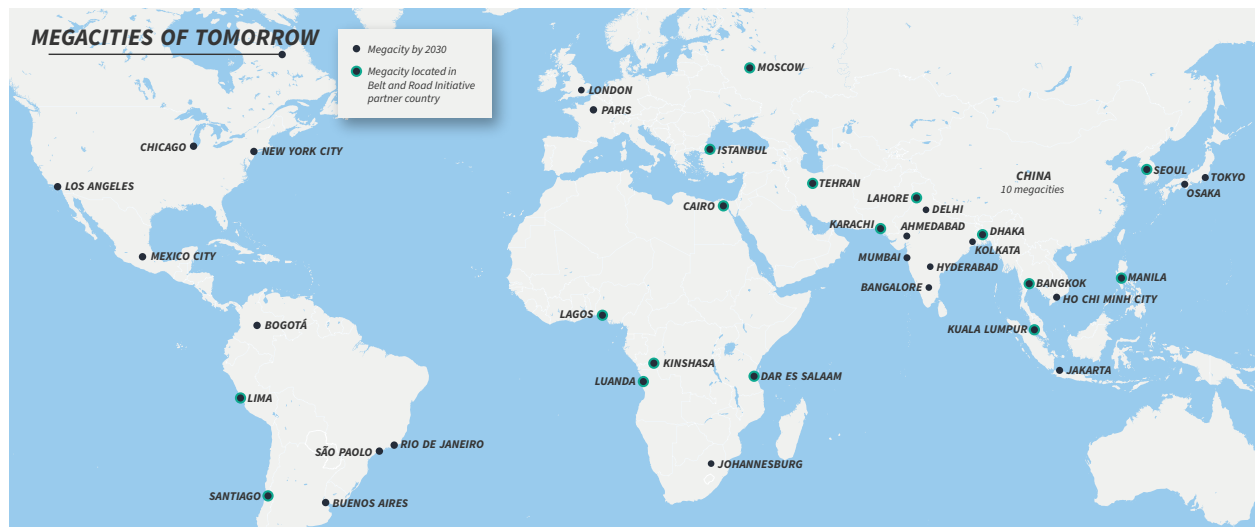 MEGACITIES OF TOMORROW
Megacity by 2030
Megacity located in
Belt and Road Initiative
partner country
MOSCOW
LONDON
PARIS
CHICAGO
NEW YORK CITY
ISTANBUL
LOS ANGELES
TEHRAN
CHINA
10 megacities
SEOUL
TOKYO
OSAKA
CAIRO
LAHORE
DELHI
KARACHI
AHMEDABAD
DHAKA
KOLKATA
MEXICO CITY
MUMBAI
HYDERABAD
BANGALORE
BANGKOK
MANILA
HO CHI MINH CITY
LAGOS
BOGOTÁ
KUALA LUMPUR
KINSHASA
LUANDA
DAR ES SALAAM
JAKARTA
LIMA
RIO DE JANEIRO
SÃO PAOLO
JOHANNESBURG
SANTIAGO
BUENOS AIRES